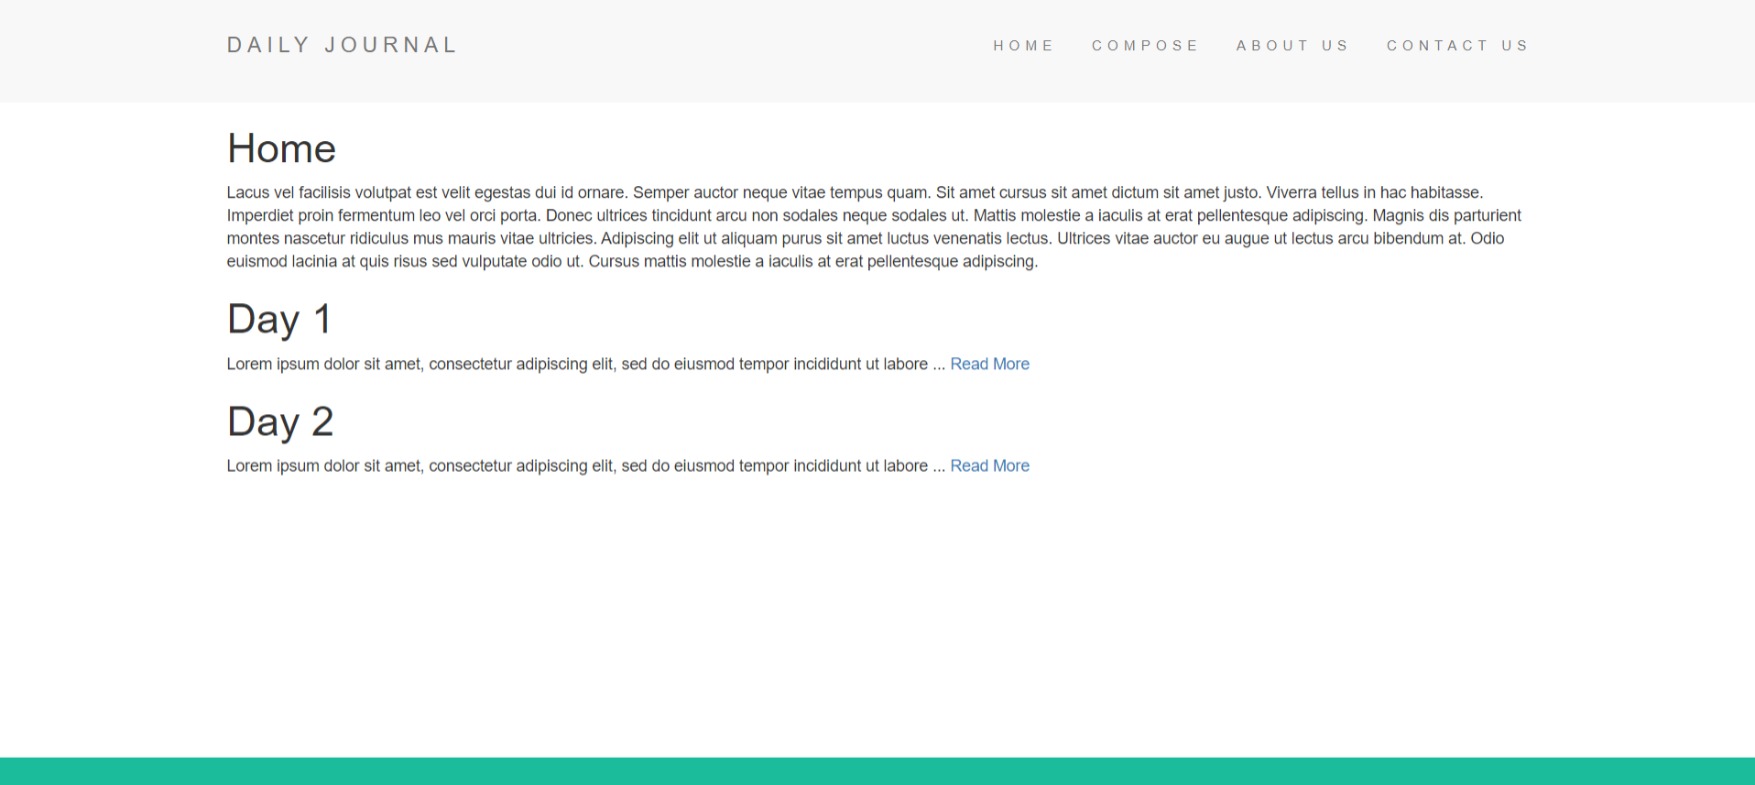 DAILY JOURNAL
HOME COMPOSE ABOUT US CONTACT US
Home
Lacus vel facilisis volutpat est velit egestas dui id ornare. Semper auctor neque vitae tempus quam. Sit amet cursus sit amet dictum sit amet justo. Viverra tellus in hac habitasse.
Imperdiet proin fermentum leo vel orci porta. Donec ultrices tincidunt arcu non sodales neque sodales ut. Mattis molestie a iaculis at erat pellentesque adipiscing. Magnis dis parturient
montes nascetur ridiculus mus mauris vitae ultricies. Adipiscing elit ut aliquam purus sit amet luctus venenatis lectus. Ultrices vitae auctor eu augue ut lectus arcu bibendum at. Odio
euismod lacinia at quis risus sed vulputate odio ut. Cursus mattis molestie a iaculis at erat pellentesque adipiscing.
Day 1
Lorem ipsum dolor sit amet, consectetur adipiscing elit, sed do eiusmod tempor incididunt ut labore ... Read More
Day 2
Lorem ipsum dolor sit amet, consectetur adipiscing elit, sed do eiusmod tempor incididunt ut labore ... Read More